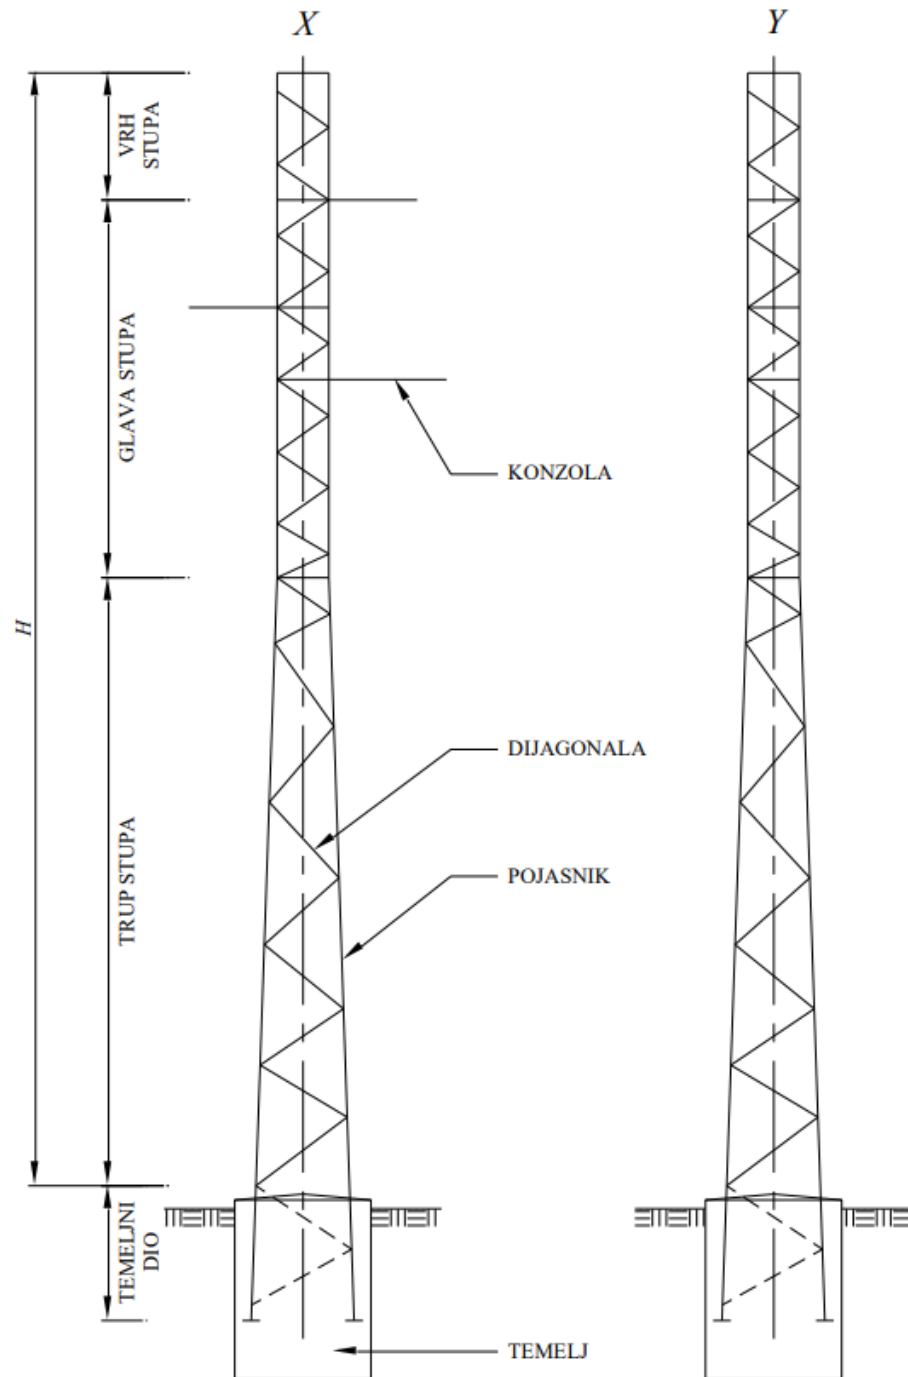 X
Y
VRH
STUPA
GLAVA STUPA
KONZOLA
H
DIJAGONALA
TRUP STUPA
POJASNIK
TEMELJNI
DIO
TEMELJ